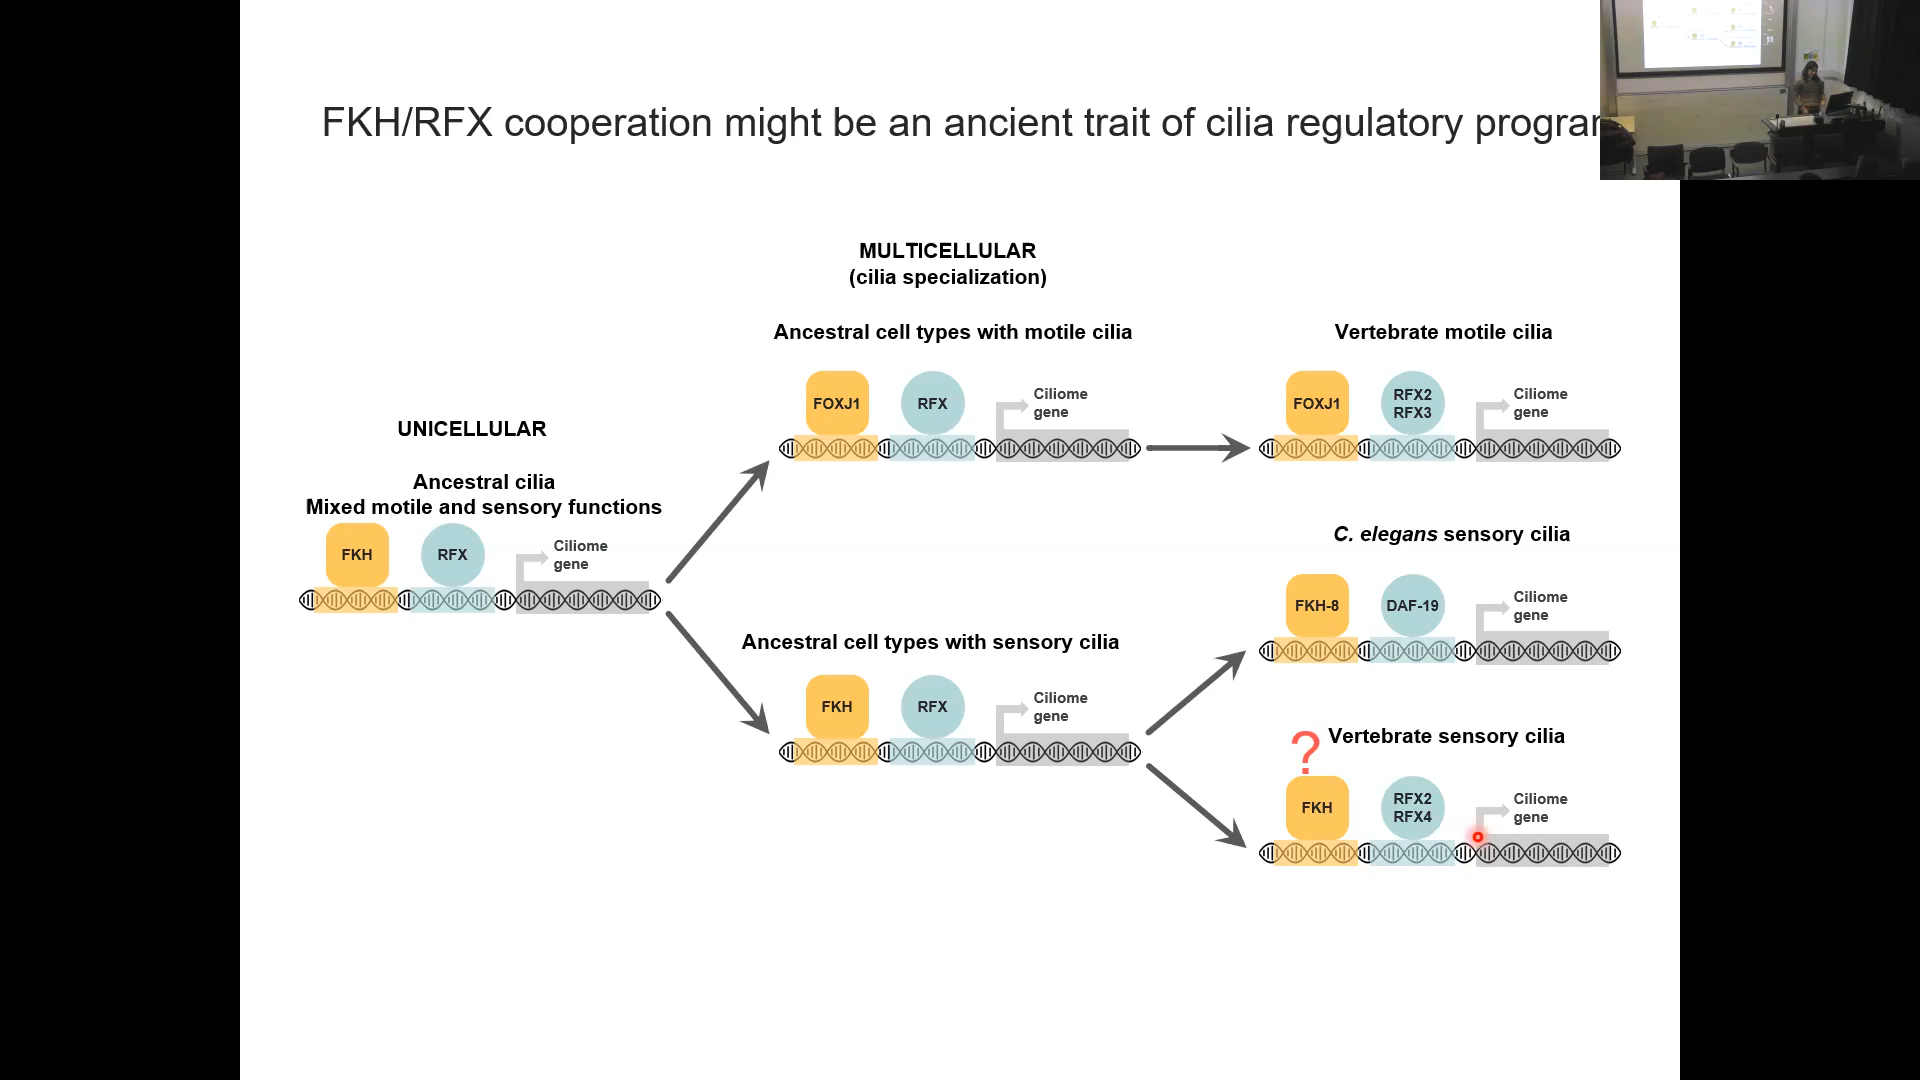 FKH/RFX cooperation might be an ancient trait of cilia regulatory
MULTICELLULAR
(cilia specialization)
Ancestral cell types with motile cilia
FOXJ1
RFX
Ciliome
gene
Vertebrate motile cilia
FOXJ1
RFX2
RFX3
Ciliome
gene
UNICELLULAR
Ancestral cilia
Mixed motile and sensory functions
FKH
RFX
Ciliome
gene
C. elegans sensory cilia
FKH-8
DAF-19
Ciliome
gene
Ancestral cell types with sensory cilia
FKH
RFX
Ciliome
gene
? Vertebrate sensory cilia
FKH
RFX2
RFX4
Ciliome
gene